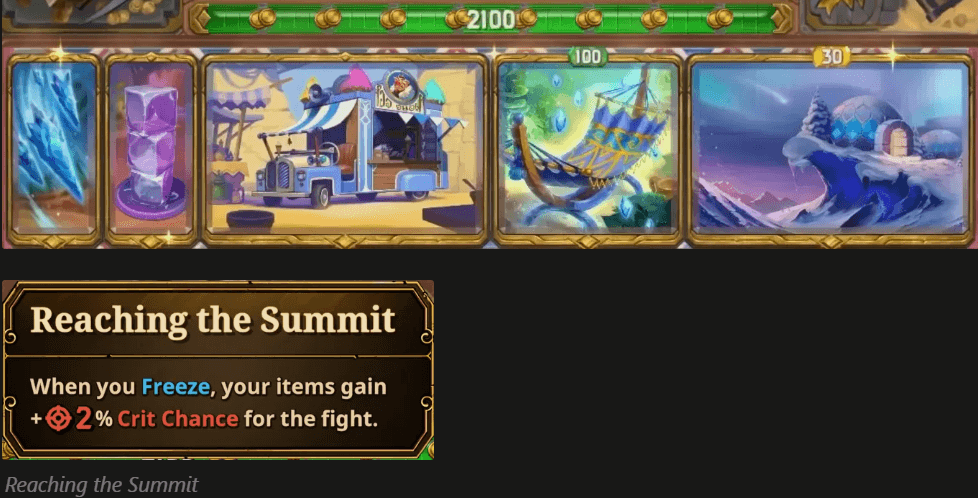 2100
100
30
Reaching the Summit
When you Freeze, your items gain
+2% Crit Chance for the fight.
Reaching the Summit